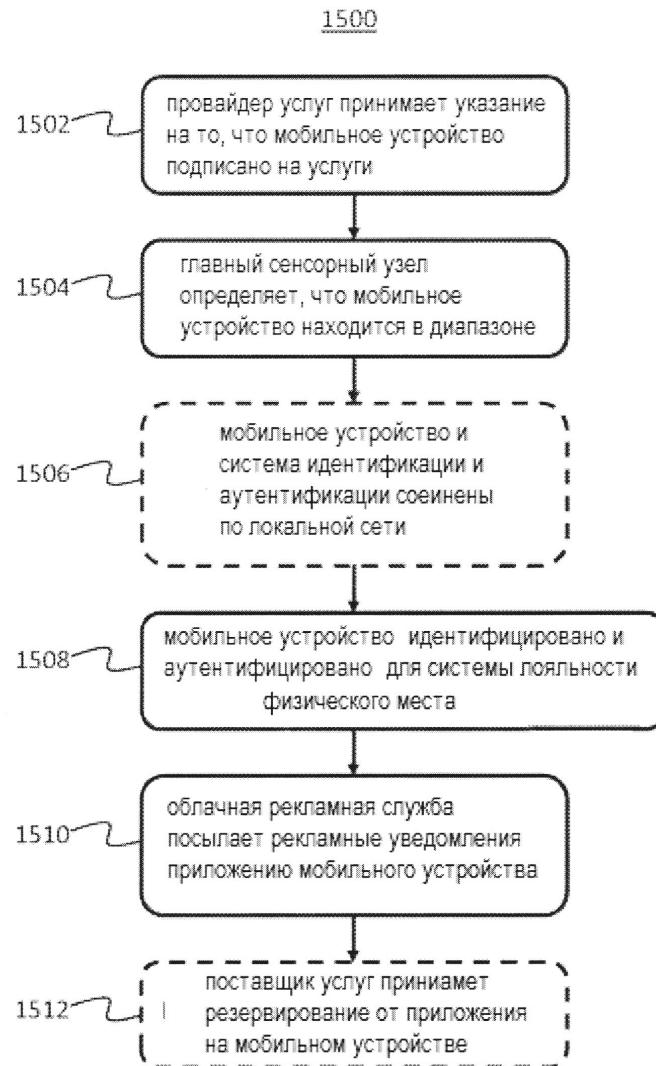 1500
1502
провайдер услуг принимает указание
на то, что мобильное устройство
подписано на услуги
1504
главный сенсорный узел
определяет, что мобильное
устройство находится в диапазоне
1506
мобильное устройство и
система идентификации и
аутентификации соеинены
по локальной сети
1508
мобильное устройство идентифицировано и
аутентифицировано для системы лояльности
физического места
1510
облачная рекламная служба
посылает рекламные уведомления
приложению мобильного устройства
1512
поставщик услуг приниамет
резервирование от приложения
на мобильном устройстве